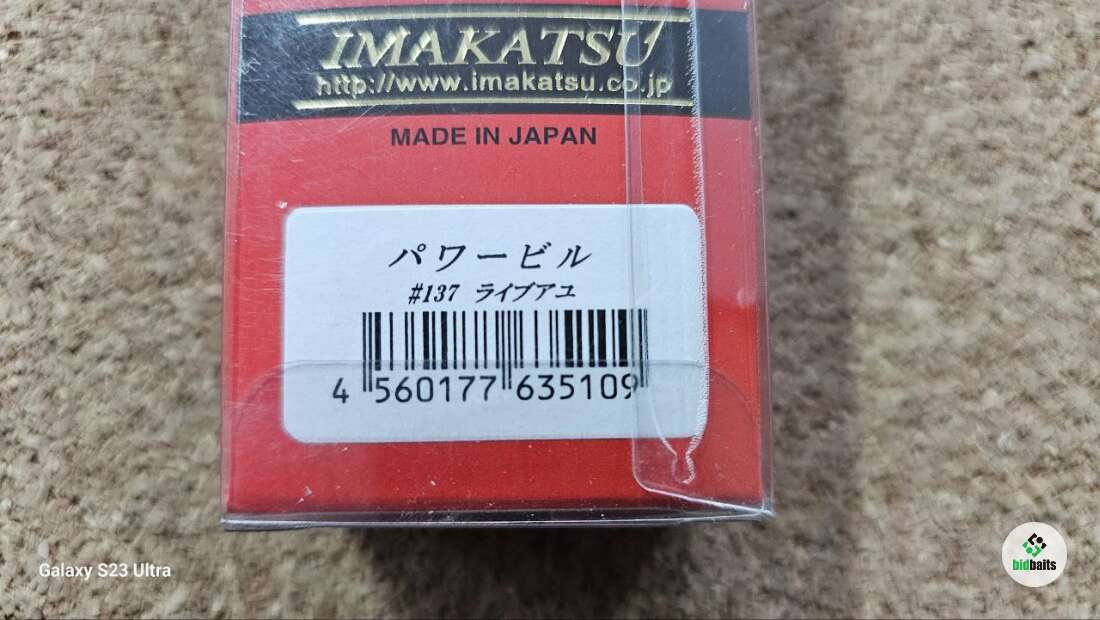 IMAKATSU
http://www.imakatsu.co.jp
MADE IN JAPAN
パワービル
#137 ライブアユ
4 560177 635109
Galaxy S23 Ultra
bidbaits